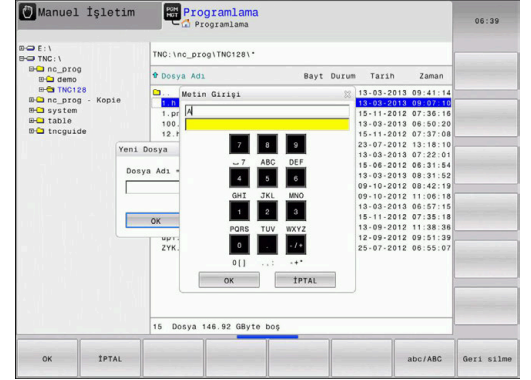 Manuel İşletim
PGM
MGT
Programlama
Programlama
06:39
E:\
TNC:\
nc_prog
demo
TNC128
nc_prog - Kopie
system
table
tncguide
TNC:\nc_prog\TNC128\*
Dosya Adı Bayt Durum Tarih Zaman
.. 13-03-2013 09:41:14
1.h 13-03-2013 09:07:10
15-11-2012 07:36:16
100. 13-03-2013 06:50:20
12.h 15-11-2012 07:37:08
23-07-2012 13:18:10
13-03-2013 07:22:01
15-06-2012 06:31:54
13-03-2013 08:31:52
09-10-2012 08:42:19
09-10-2012 11:06:18
13-03-2013 06:57:15
15-11-2012 07:35:18
13-09-2012 11:38:36
12-09-2012 09:51:39
ZYK. 25-07-2012 06:55:07
Yeni Dosya
Dosya Adı =
OK
Metin Girişi
A
7 8 9
7 ABC DEF
4 5 6
GHI JKL MNO
1 2 3
PQRS TUV WXYZ
0 . -/+
0[] ..: -+*
OK İPTAL
15 Dosya 146.92 GByte boş
OK İPTAL abc/ABC Geri silme